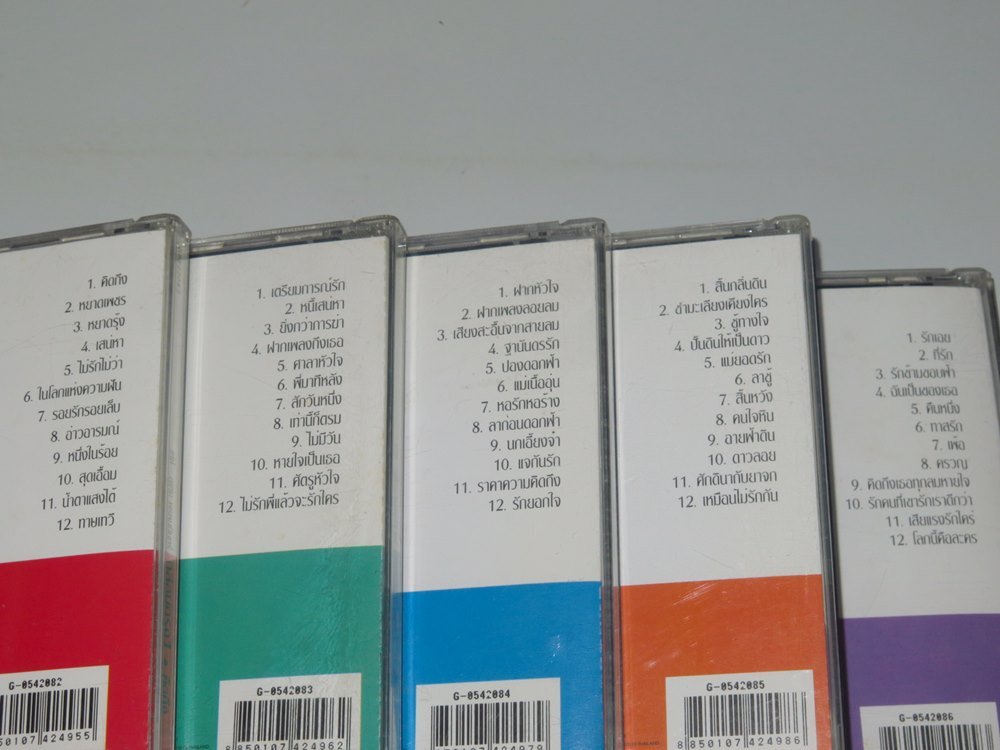 1. คิดถึง
2. หยาดเพชร
3. หยาดรุ้ง
4. เสน่หา
5. ไม่รักไม่ว่า
6. ในโลกแห่งความฝัน
7. รอยรักรอยเล็บ
8. อ่าวอารมณ์
9. หนึ่งในร้อย
10. สุดเอื้อม
11. น้ำตาแสงไต้
12. ทาษเทวี
G-0542082
50107 424955
1. เตรียมการณ์รัก
2. หนี้เสน่หา
3. ยิ่งกว่าการฆ่า
4. ฝากเพลงถึงเธอ
5. ศาลาหัวใจ
6. พี่มาทีหลัง
7. สักวันหนึ่ง
8. เท่านี้ก็ตรม
9. ไม่มีวัน
10. หายใจเป็นเธอ
11. ศัตรูหัวใจ
12. ไม่รักพี่แล้วจะรักใคร
G-0542083
8 850107 424962
1. ฝากหัวใจ
2. ฝากเพลงลอยลม
3. เสียงสะอื้นจากสายลม
4. ฐานันดรรัก
5. ปองดอกฟ้า
6. แม่เนื้ออุ่น
7. หอรักหอร้าง
8. ลาก่อนดอกฟ้า
9. นกเอี้ยงจ๋า
10. แจกันรัก
11. ราคาความคิดถึง
12. รักยอกใจ
G-0542084
8 850107 424979
1. สิ้นกลิ่นดิน
2. ชำมะเลียงเคียงใคร
3. ชู้ทางใจ
4. ปั้นดินให้เป็นดาว
5. แม่ยอดรัก
6. ลาชู้
7. สิ้นหวัง
8. คนใจหิน
9. อายฟ้าดิน
10. ดาวลอย
11. ศักดินากับยาจก
12. เหมือนไม่รักกัน
G-0542085
8 850107 424986
1. รักเอย
2. ที่รัก
3. รักข้ามขอบฟ้า
4. ฉันเป็นของเธอ
5. คืนหนึ่ง
6. ทาสรัก
7. เพ้อ
8. ครวญ
9. คิดถึงเธอทุกลมหายใจ
10. รักคนที่เขารักเราดีกว่า
11. เสียแรงรักใคร่
12. โลกนี้คือละคร
G-0542086